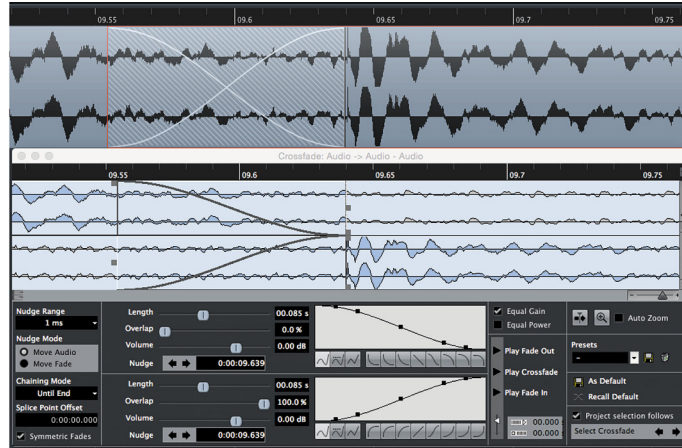 09.55 09.6 09.65 09.7 09.75
Crossfade: Audio -> Audio - Audio
09.55 09.6 09.65 09.7 09.75
Nudge Range
1 ms
Nudge Mode
Move Audio
Move Fade
Chaining Mode
Until End
Splice Point Offset
0:00:00.000
Symmetric Fades
Length 00.085 s
Overlap 0.0 %
Volume 0.00 dB
Nudge 0:00:09.639
Length 00.085 s
Overlap 100.0 %
Volume 0.00 dB
Nudge 0:00:09.639
Equal Gain
Equal Power
Play Fade Out
Play Crossfade
Play Fade In
00.000
00.000
Auto Zoom
Presets
-
As Default
Recall Default
Project selection follows
Select Crossfade